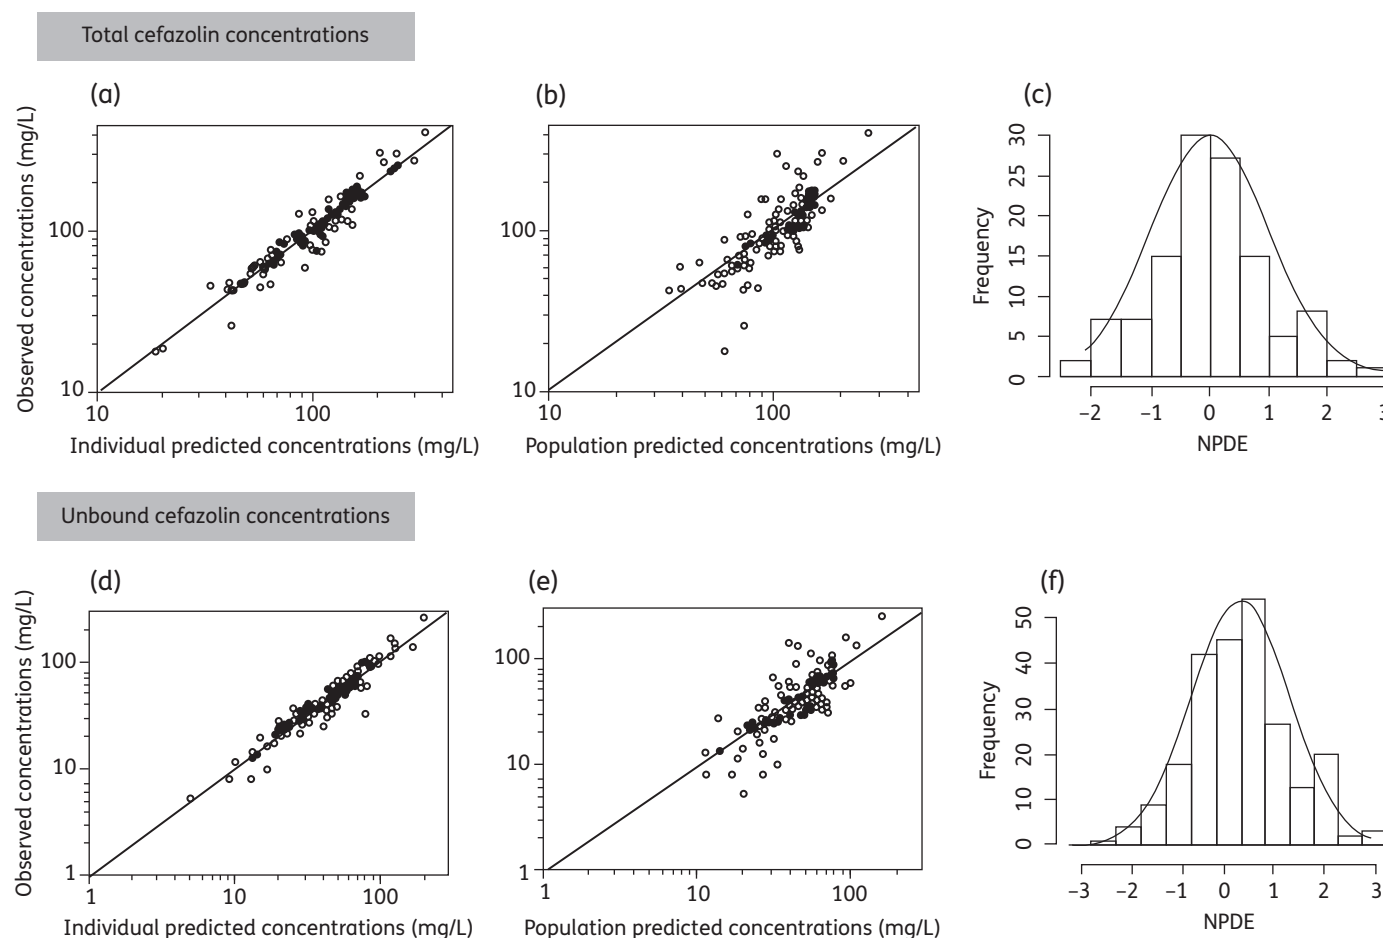 Total cefazolin concentrations
(a)
Observed concentrations (mg/L)
100
10
10 100
Individual predicted concentrations (mg/L)
(b)
100
10
10 100
Population predicted concentrations (mg/L)
(c)
Frequency
30
25
20
15
10
5
0
−2 −1 0 1 2 3
NPDE
Unbound cefazolin concentrations
(d)
Observed concentrations (mg/L)
100
10
1
1 10 100
Individual predicted concentrations (mg/L)
(e)
100
10
1
1 10 100
Population predicted concentrations (mg/L)
(f)
Frequency
50
40
30
20
10
0
−3 −2 −1 0 1 2 3
NPDE